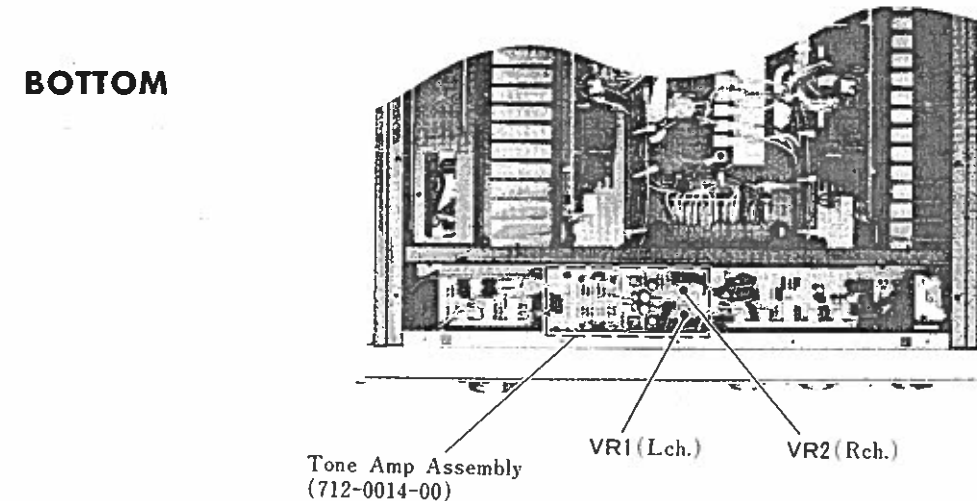 BOTTOM
VR1(Lch.)
VR2(Rch.)
Tone Amp Assembly
(712-0014-00)